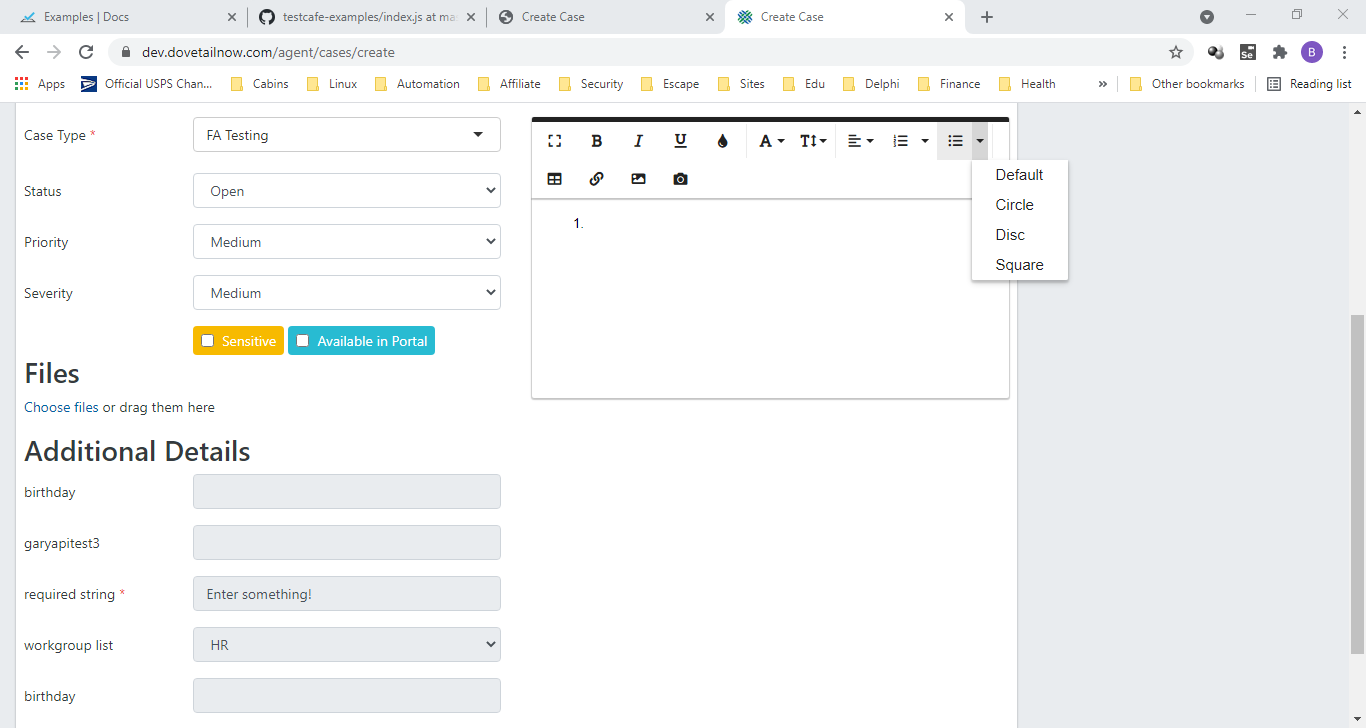 Examples | Docs
testcafe-examples/index.js at ma
Create Case
Create Case
dev.dovetailnow.com/agent/cases/create
B
Apps
Official USPS Chan...
Cabins
Linux
Automation
Affiliate
Security
Escape
Sites
Edu
Delphi
Finance
Health
»
Other bookmarks
Reading list
Case Type *
FA Testing
Status
Open
Priority
Medium
Severity
Medium
Sensitive
Available in Portal
B
I
U
A
T
Default
Circle
Disc
Square
1.
Files
Choose files or drag them here
Additional Details
birthday
garyapitest3
required string *
Enter something!
workgroup list
HR
birthday